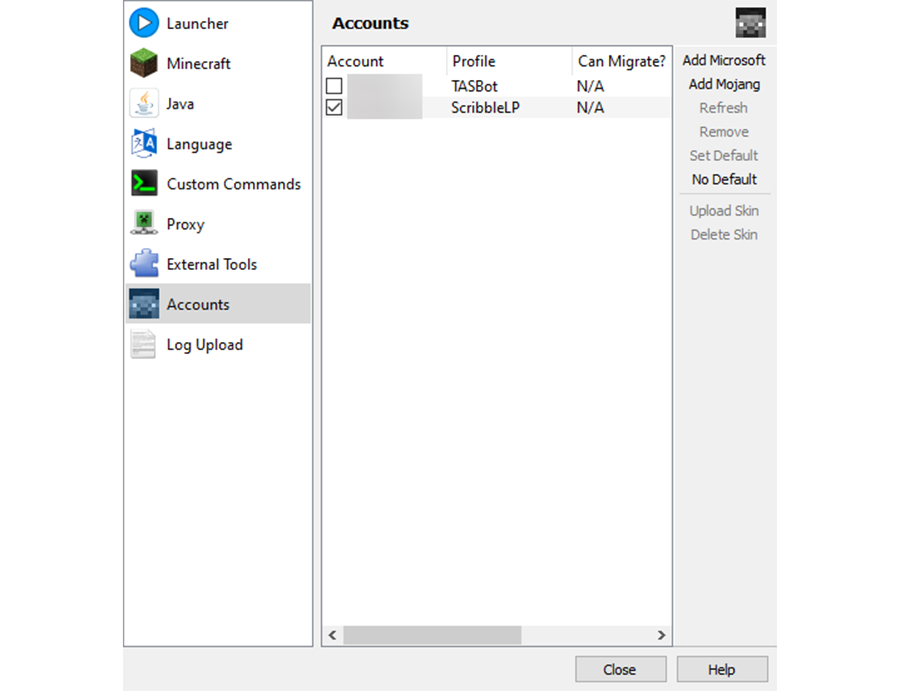 Launcher
Minecraft
Java
Language
Custom Commands
Proxy
External Tools
Accounts
Log Upload
Accounts
Account Profile Can Migrate?
TASBot N/A
ScribbleLP N/A
Add Microsoft
Add Mojang
Refresh
Remove
Set Default
No Default
Upload Skin
Delete Skin
Close Help